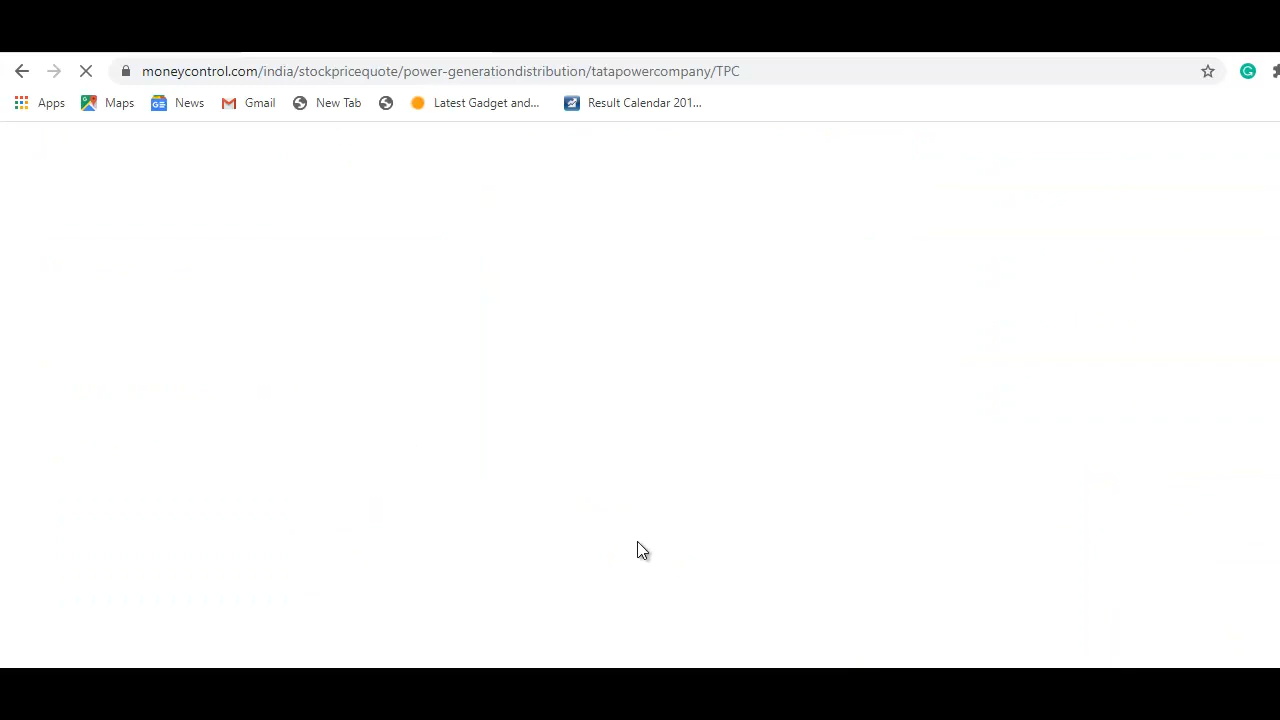 moneycontrol.com/india/stockpricequote/power-generationdistribution/tatapowercompany/TPC
Apps Maps News Gmail New Tab Latest Gadget and... Result Calendar 201...